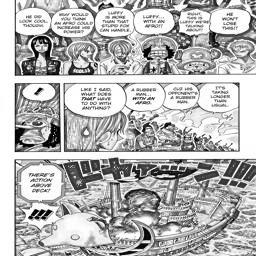 HE WON'T
LOSE
THIS!
RIGHT,
THIS IS
LUFFY WE'RE
TALKING
ABOUT!
LUFFY...
WITH AN
AFRO!
LUFFY
IS MORE
THAN THAT
STUPID
CAN
HANDLE.
WHY WOULD
YOU THINK
AN AFRO COULD
INCREASE HIS
POWER?
HE DID
LOOK COOL,
THOUGH.
IT'S
TAKING
LONGER
THAN
USUAL.
CUZ HIS
OPPONENT'S
A RUBBER
MAN...
WITH AN
AFRO.
A RUBBER
MAN...
WITH AN
AFRO.
LIKE I SAID,
WHAT DOES
THAT HAVE
TO DO WITH
ANYTHING?
!!
THERE'S
ACTION
ABOVE
DECK!
!!!